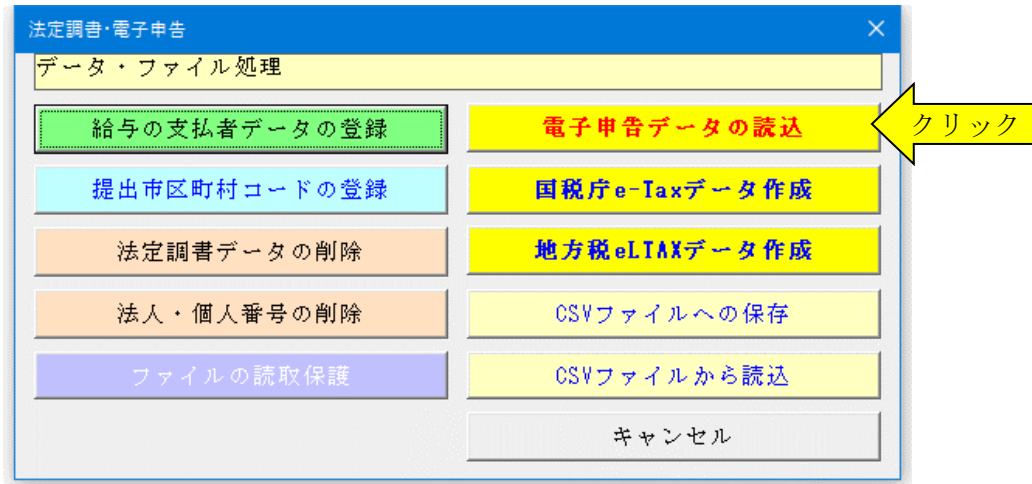 法定調書・電子申告
データ・ファイル処理
給与の支払者データの登録
電子申告データの読込
クリック
提出市区町村コードの登録
国税庁e-Taxデータ作成
法定調書データの削除
地方税eLTAXデータ作成
法人・個人番号の削除
CSVファイルへの保存
ファイルの読取保護
CSVファイルから読込
キャンセル